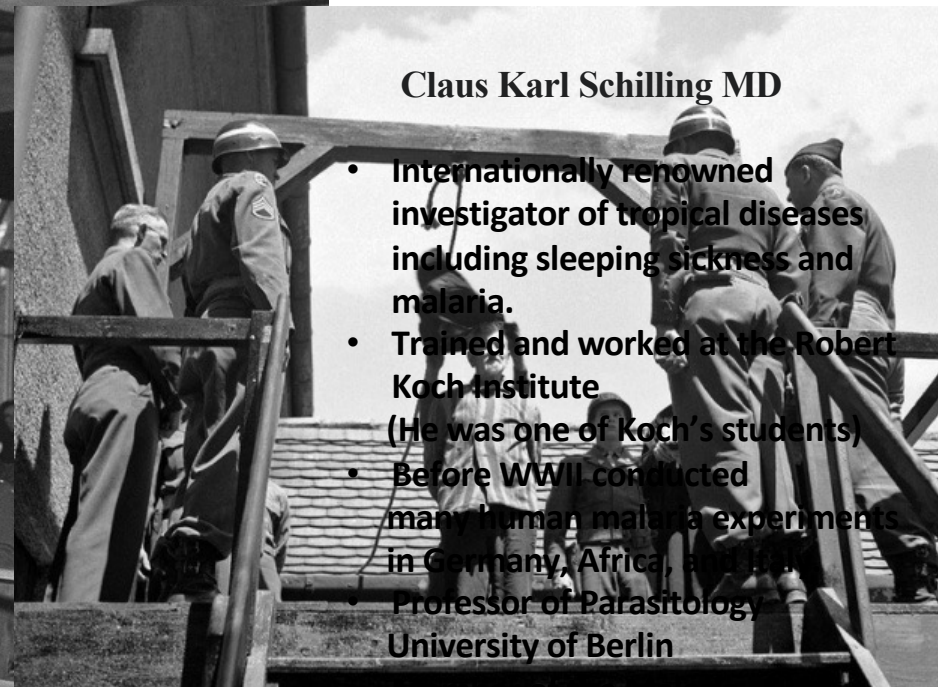 Claus Karl Schilling MD
• Internationally renowned
investigator of tropical diseases
including sleeping sickness and
malaria.
• Trained and worked at the Robert
Koch Institute
(He was one of Koch’s students)
• Before WWII conducted
many human malaria experiments
in Germany, Africa, and Italy
• Professor of Parasitology
University of Berlin